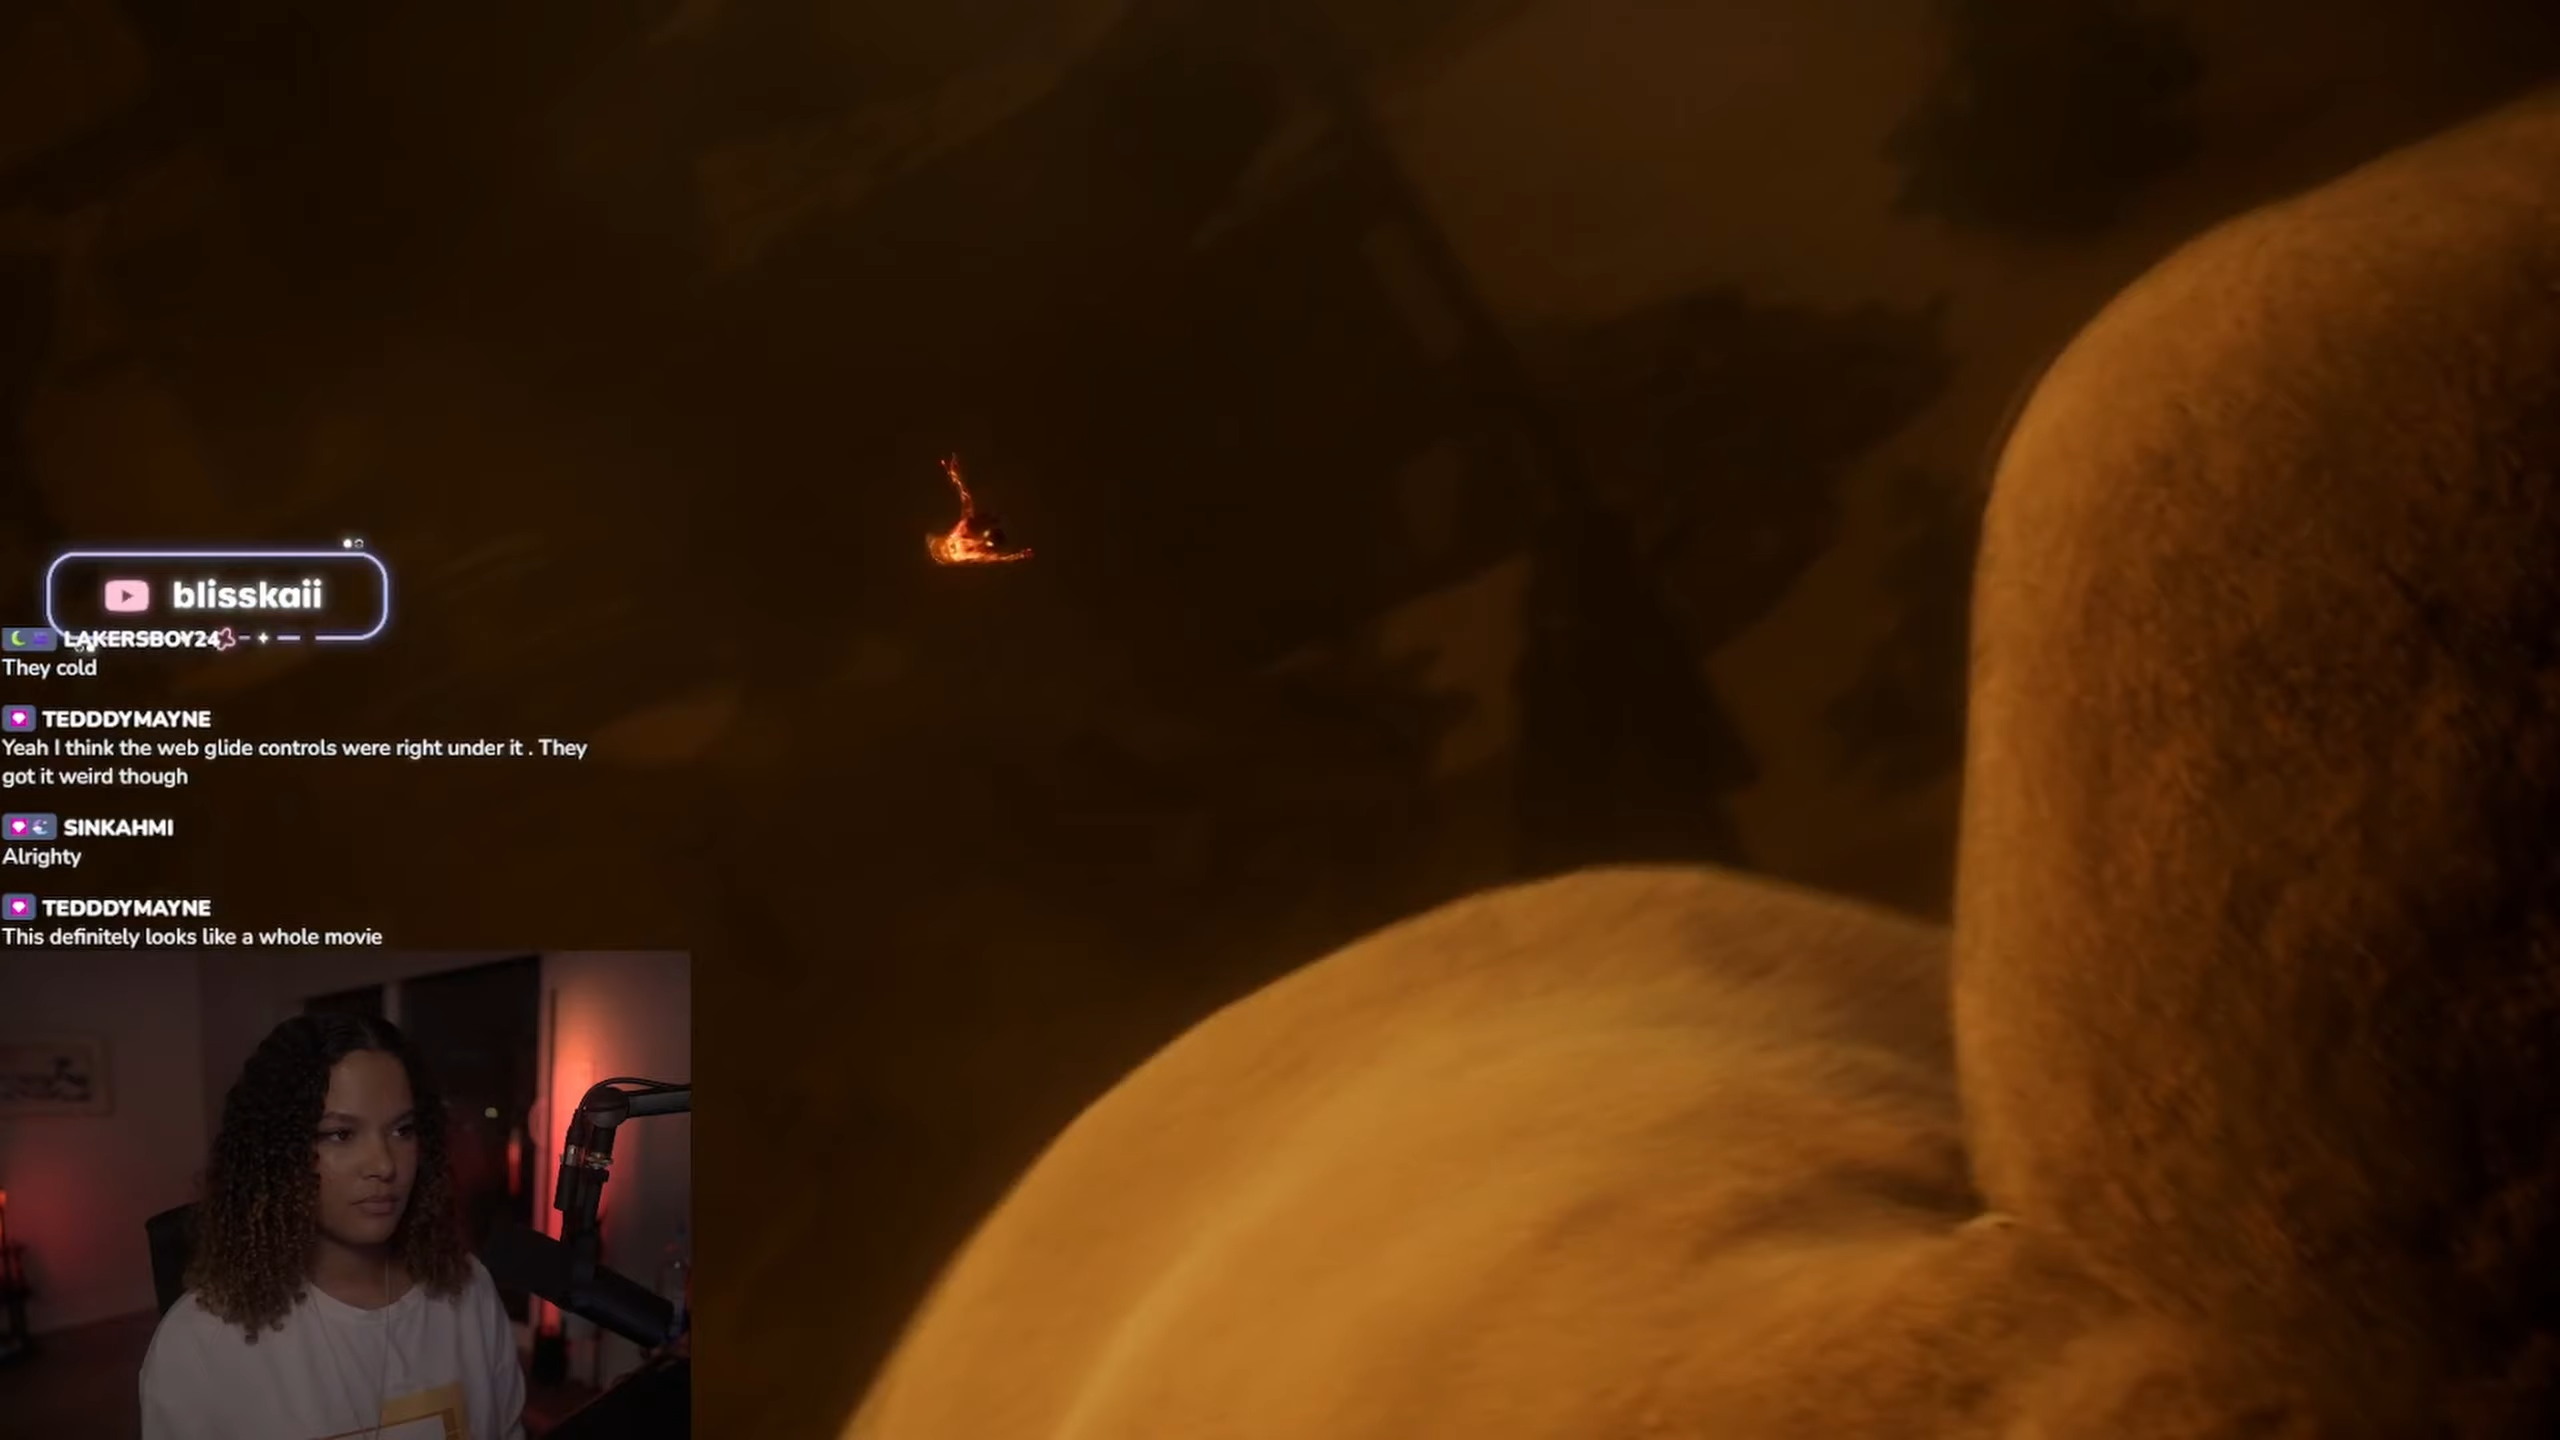 blisskaii
LAKERSBOY24
They cold
TEDDDYMAYNE
Yeah I think the web glide controls were right under it . They
got it weird though
SINKAHMI
Alrighty
TEDDDYMAYNE
This definitely looks like a whole movie